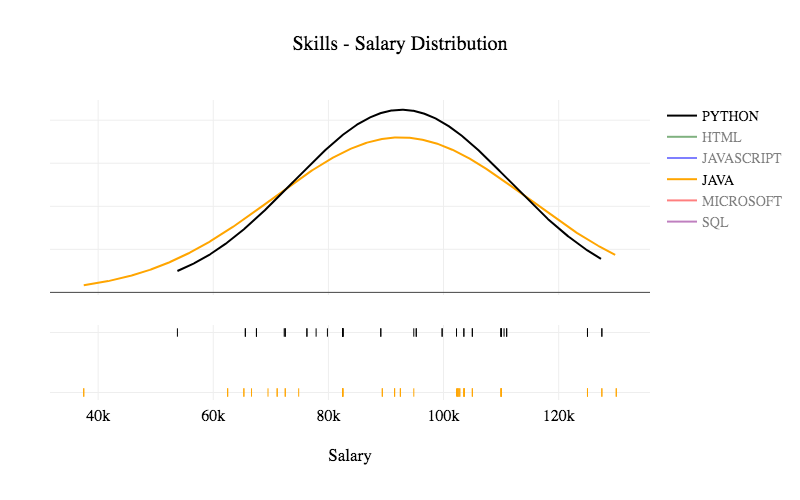 Skills - Salary Distribution
PYTHON
HTML
JAVASCRIPT
JAVA
MICROSOFT
SQL
40k 60k 80k 100k 120k
Salary